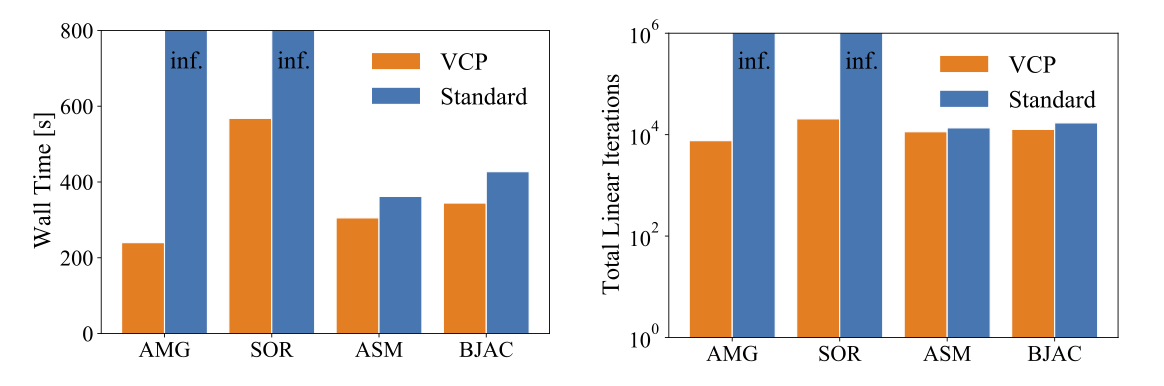 Wall Time [s]
800
600
400
200
0
inf.
inf.
VCP
Standard
AMG SOR ASM BJAC
Total Linear Iterations
10^6
10^4
10^2
10^0
inf.
inf.
VCP
Standard
AMG SOR ASM BJAC